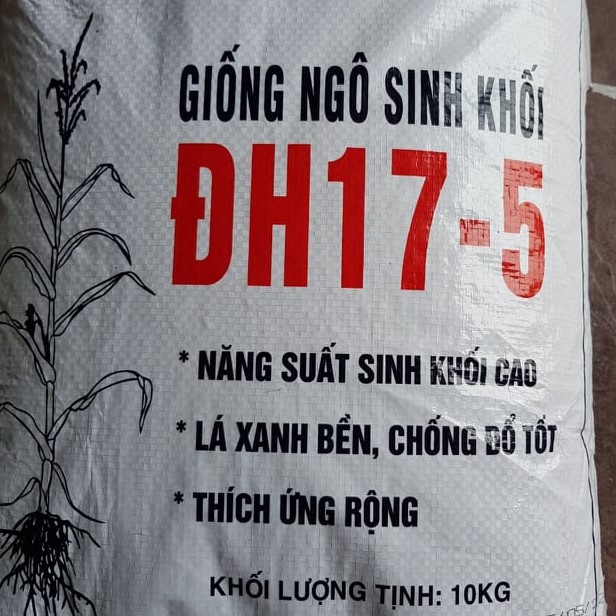 GIỐNG NGÔ SINH KHỐI
ĐH17-5
* NĂNG SUẤT SINH KHỐI CAO
* LÁ XANH BỀN, CHỐNG ĐỔ TỐT
* THÍCH ỨNG RỘNG
KHỐI LƯỢNG TỊNH: 10KG